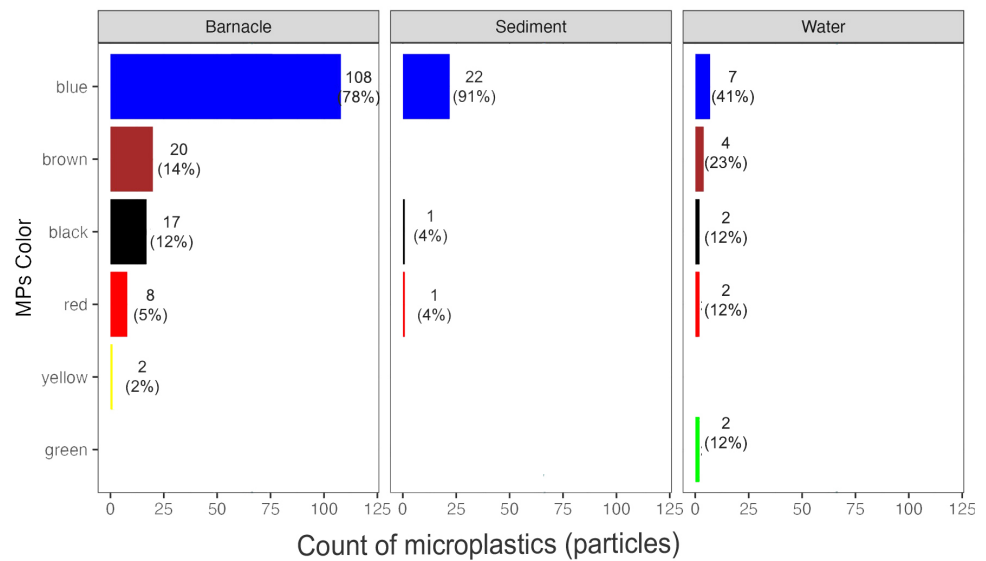 Barnacle
Sediment
Water
MPs Color
blue
108
(78%)
22
(91%)
7
(41%)
brown
20
(14%)
4
(23%)
black
17
(12%)
1
(4%)
2
(12%)
red
8
(5%)
1
(4%)
2
(12%)
yellow
2
(2%)
green
2
(12%)
0 25 50 75 100 125
0 25 50 75 100 125
0 25 50 75 100 125
Count of microplastics (particles)